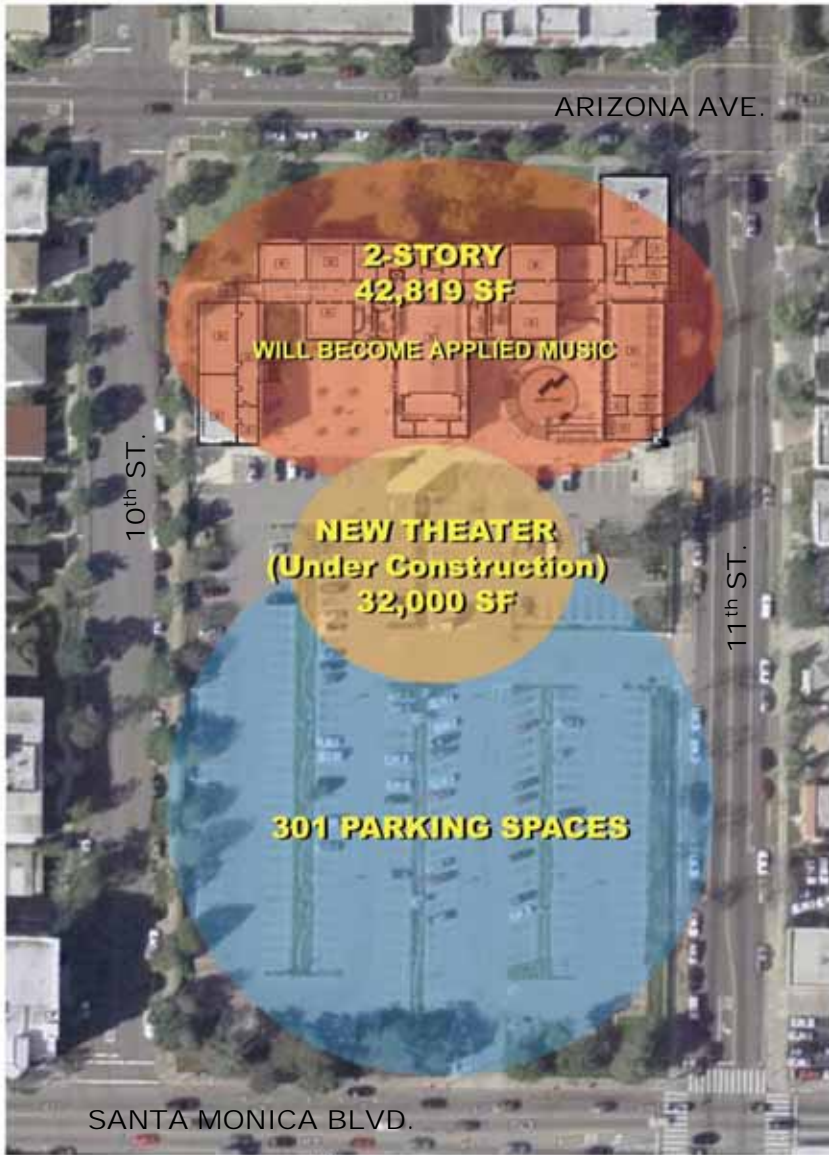 ARIZONA AVE.
2-STORY
42,819 SF
WILL BECOME APPLIED MUSIC
10th ST.
NEW THEATER
(Under Construction)
32,000 SF
11th ST.
301 PARKING SPACES
SANTA MONICA BLVD.